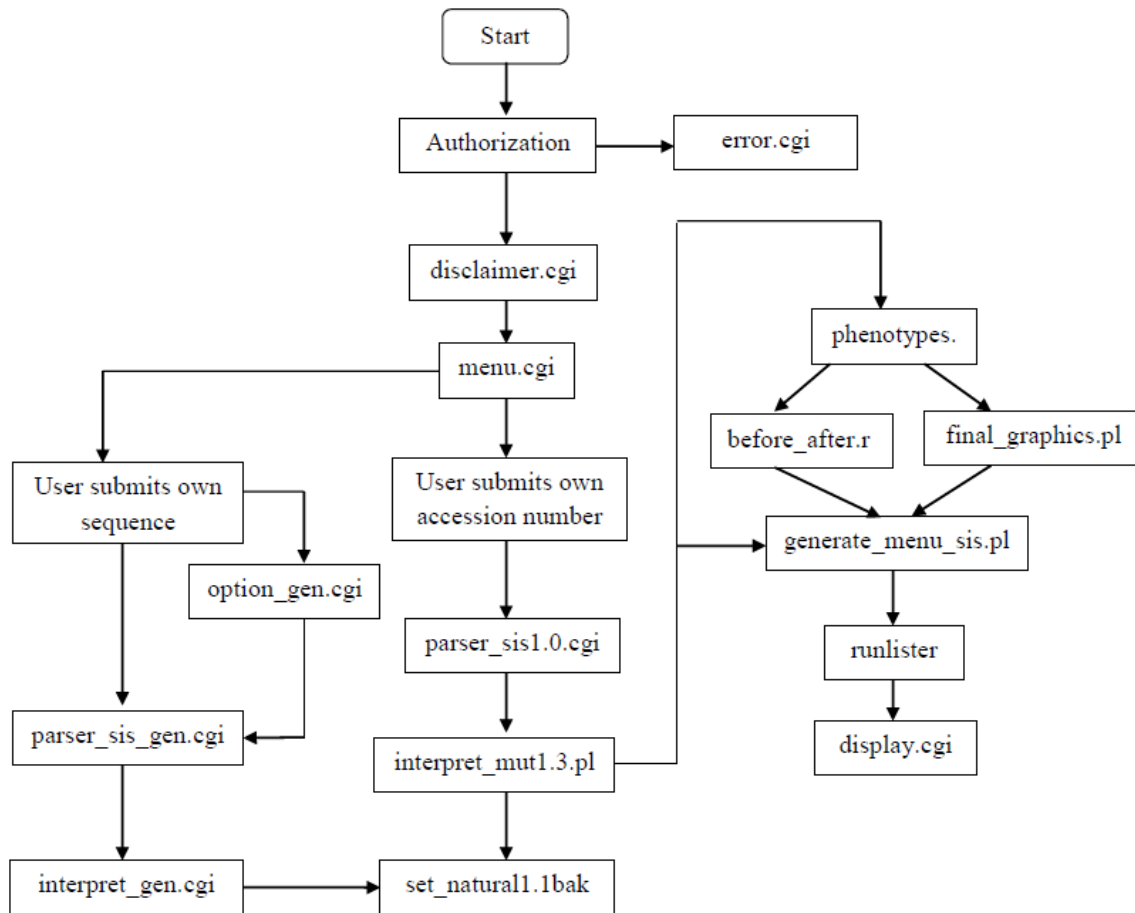 Start
Authorization
error.cgi
disclaimer.cgi
menu.cgi
phenotypes.
before_after.r
final_graphics.pl
User submits own
sequence
User submits own
accession number
generate_menu_sis.pl
option_gen.cgi
parser_sis1.0.cgi
runlister
parser_sis_gen.cgi
interpret_mut1.3.pl
display.cgi
interpret_gen.cgi
set_natural1.1bak